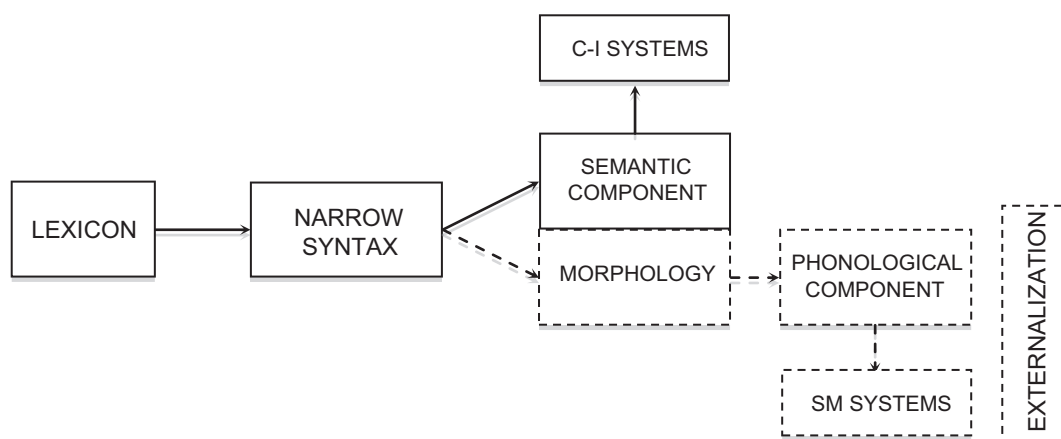 C-I SYSTEMS
SEMANTIC
COMPONENT
LEXICON
NARROW
SYNTAX
MORPHOLOGY
PHONOLOGICAL
COMPONENT
SM SYSTEMS
EXTERNALIZATION